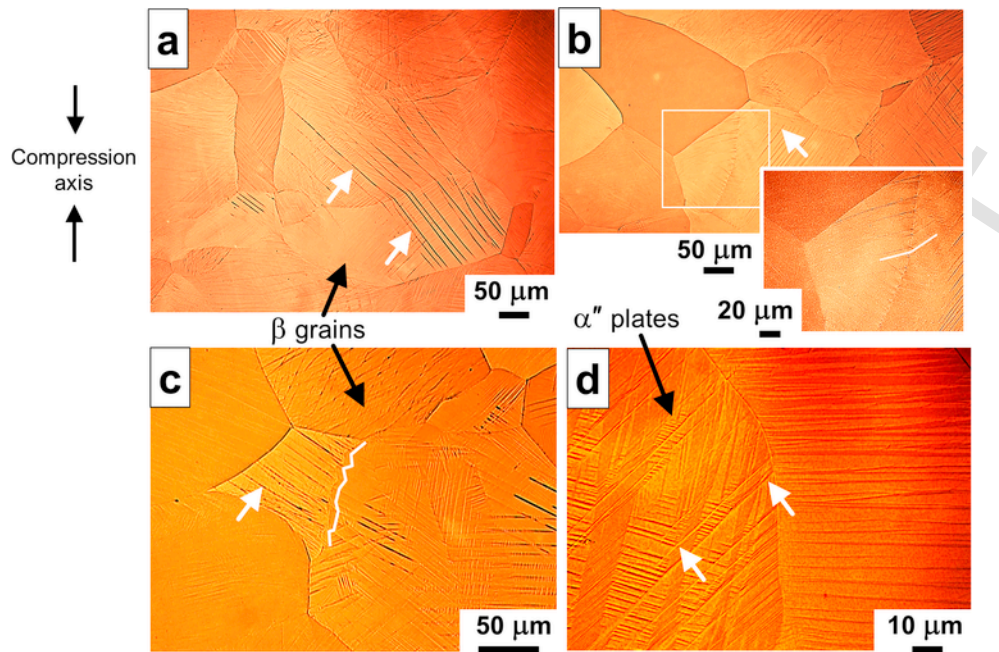 a
b
Compression
axis
50 μm
50 μm
20 μm
β grains
α″ plates
c
d
50 μm
10 μm